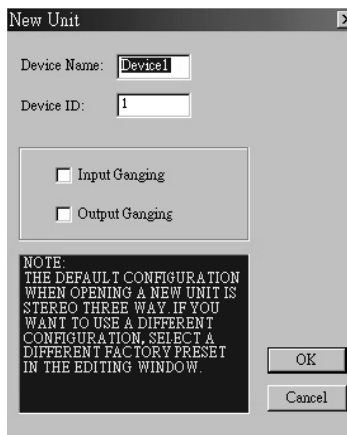 New Unit
Device Name: Device1
Device ID: 1
Input Ganging
Output Ganging
NOTE:
THE DEFAULT CONFIGURATION
WHEN OPENING A NEW UNIT IS
STEREO THREE WAY. IF YOU
WANT TO USE A DIFFERENT
CONFIGURATION, SELECT A
DIFFERENT FACTORY PRESET
IN THE EDITING WINDOW.
OK
Cancel